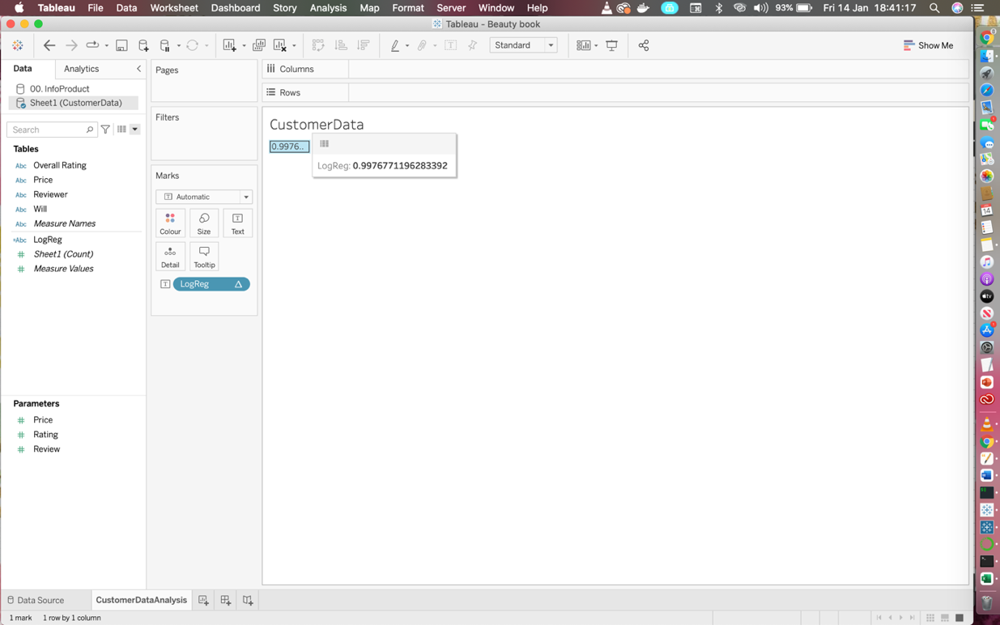 Tableau File Data Worksheet Dashboard Story Analysis Map Format Server Window Help 93% Fri 14 Jan 18:41:17
Tableau - Beauty book
Standard Show Me
Data Analytics
Pages
Columns
Rows
00. InfoProduct
Sheet1 (CustomerData)
Filters
Search
Tables
Abc Overall Rating
Abc Price
Abc Reviewer
Abc Will
Abc Measure Names
=Abc LogReg
# Sheet1 (Count)
# Measure Values
Marks
Automatic
Colour Size Text
Detail Tooltip
LogReg
CustomerData
0.9976..
LogReg: 0.9976771196283392
Parameters
# Price
# Rating
# Review
Data Source CustomerDataAnalysis
1 mark 1 row by 1 column